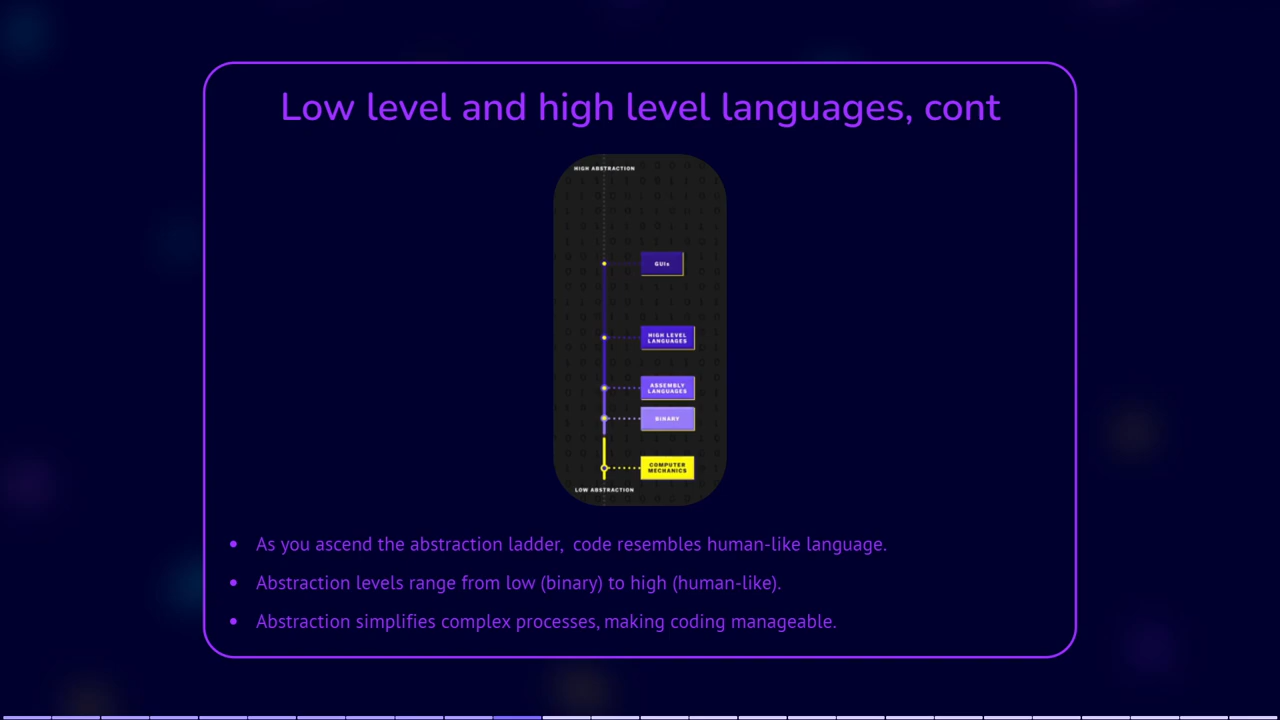 Low level and high level languages, cont
HIGH ABSTRACTION
GUIs
HIGH LEVEL
LANGUAGES
ASSEMBLY
LANGUAGES
BINARY
COMPUTER
MECHANICS
LOW ABSTRACTION
• As you ascend the abstraction ladder, code resembles human-like language.
• Abstraction levels range from low (binary) to high (human-like).
• Abstraction simplifies complex processes, making coding manageable.